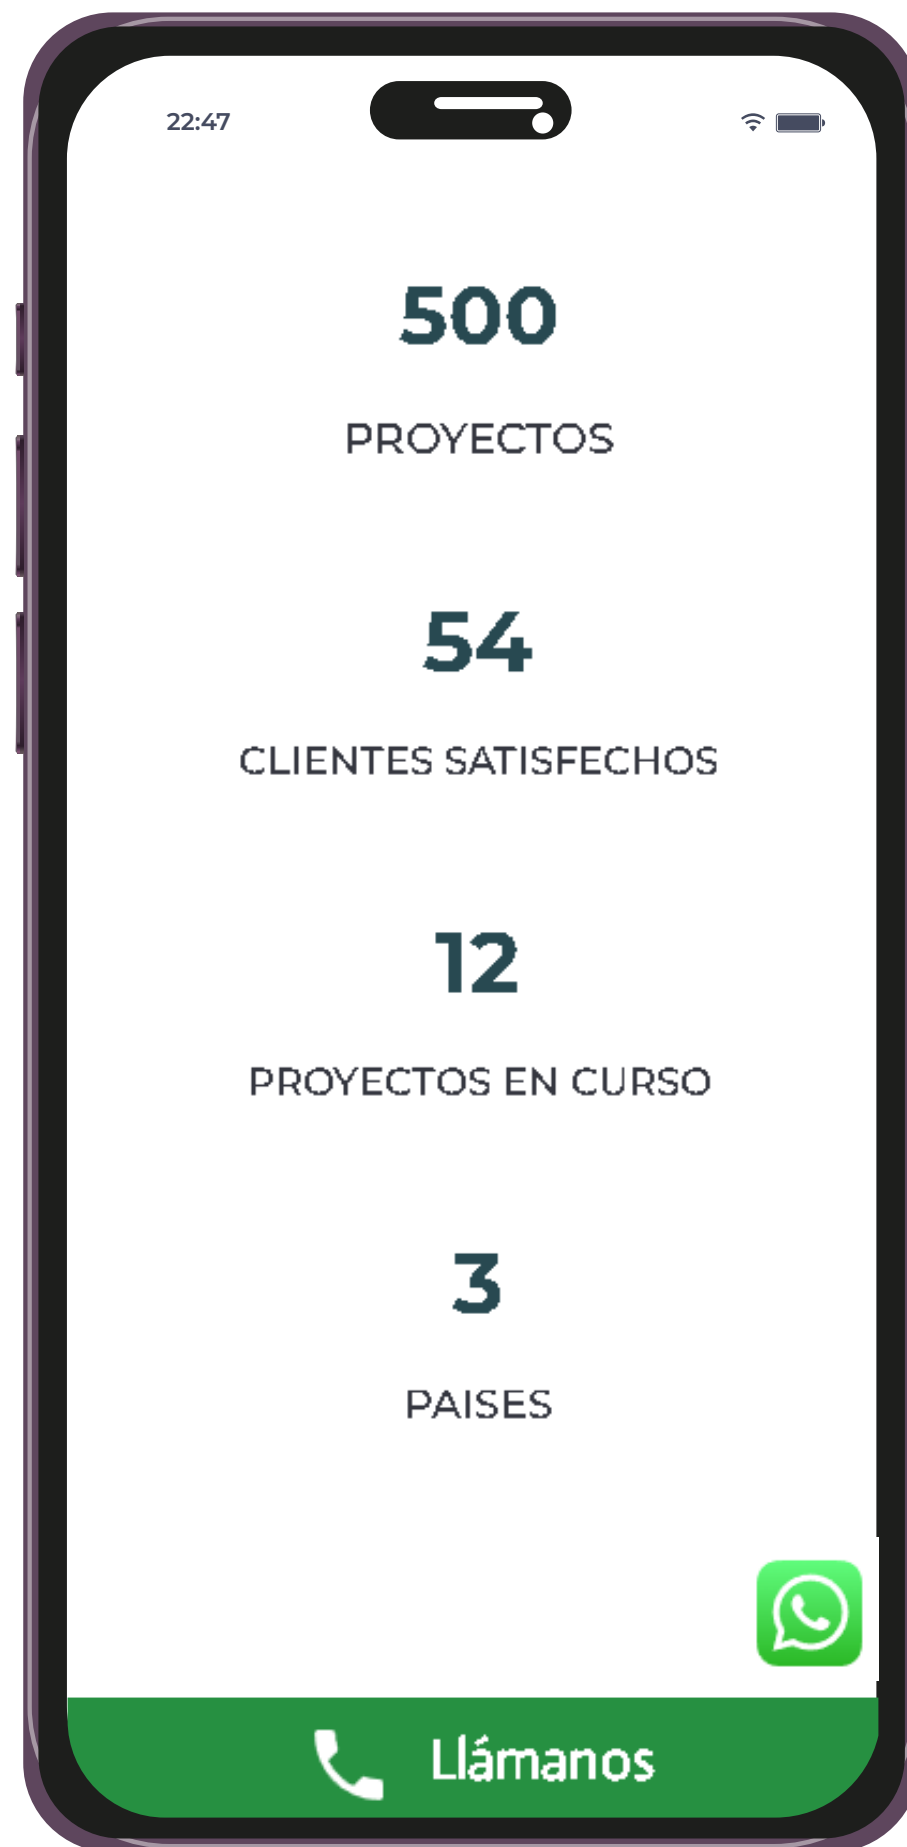 22:47
500
PROYECTOS
54
CLIENTES SATISFECHOS
12
PROYECTOS EN CURSO
3
PAISES
Llámanos